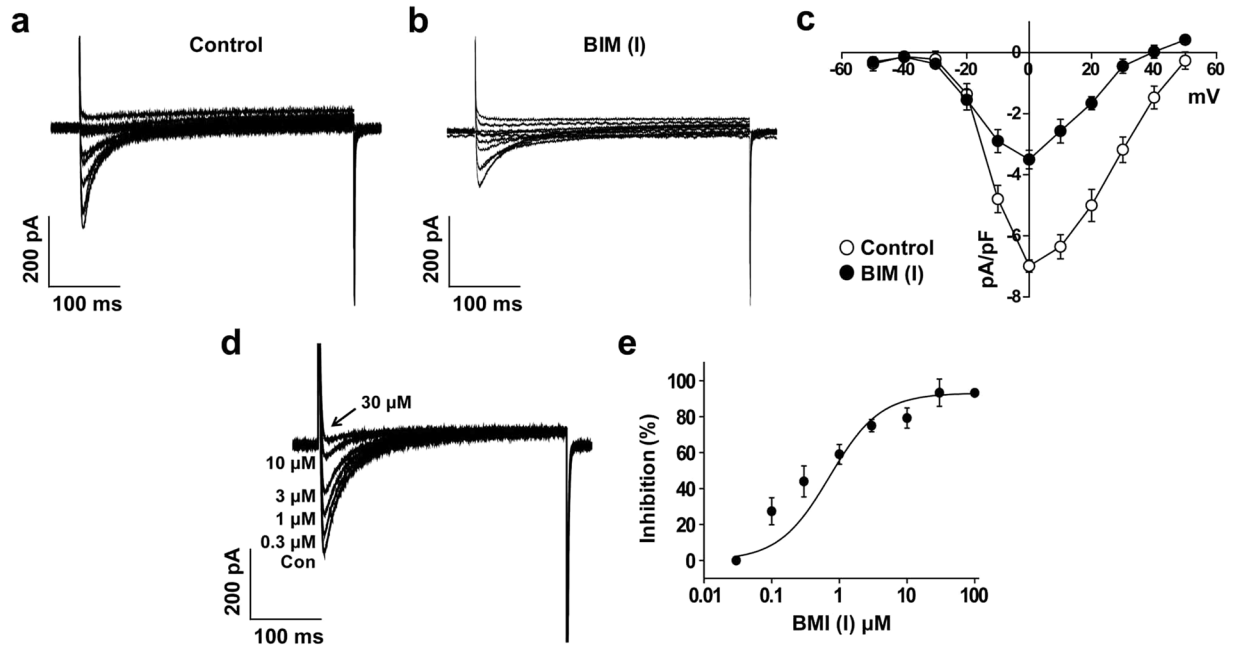 a
Control
200 pA
100 ms
b
BIM (I)
200 pA
100 ms
c
-60 -40 -20 0 20 40 60
mV
0
-2
-4
-6
-8
pA/pF
Control
BIM (I)
d
30 µM
10 µM
3 µM
1 µM
0.3 µM
Con
200 pA
100 ms
e
Inhibition (%)
100
80
60
40
20
0
0.01 0.1 1 10 100
BMI (I) µM